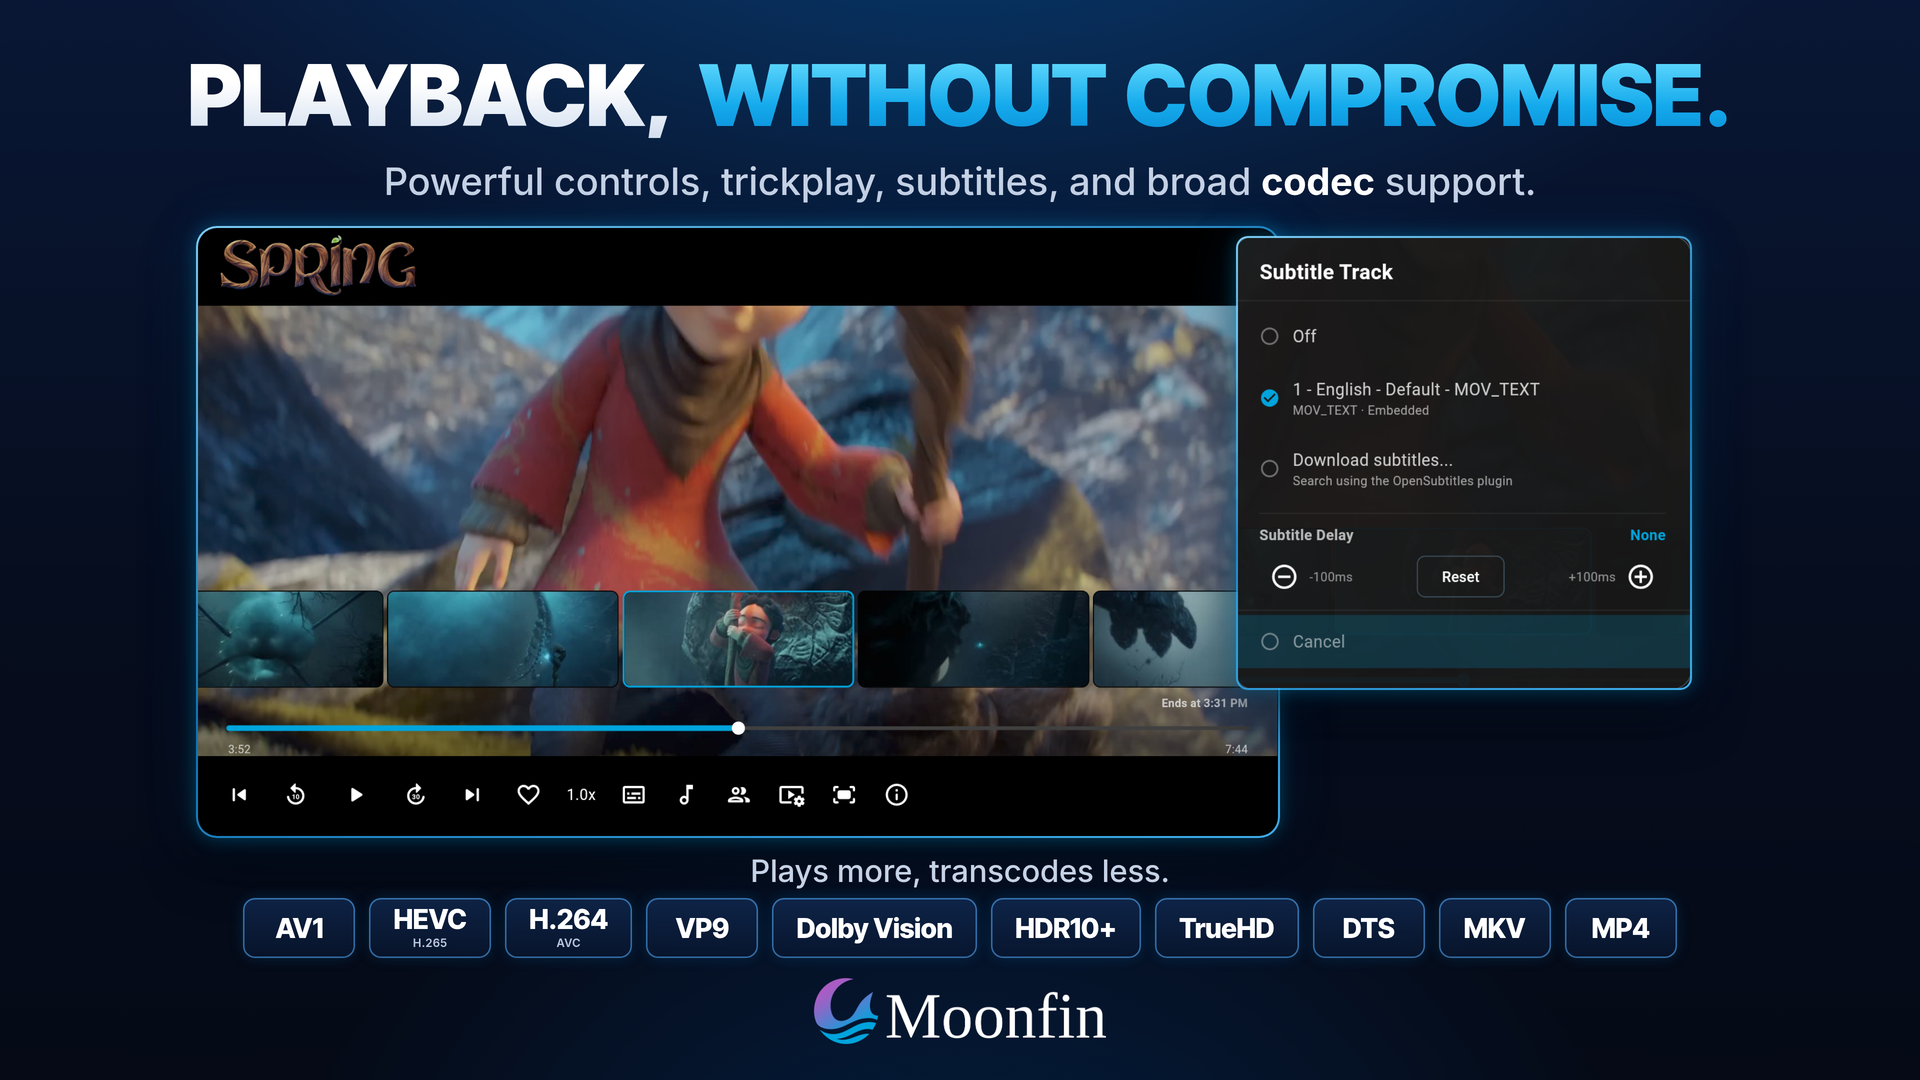 PLAYBACK, WITHOUT COMPROMISE.
Powerful controls, trickplay, subtitles, and broad codec support.
SPRING
Subtitle Track
Off
1 - English - Default - MOV_TEXT
MOV_TEXT · Embedded
Download subtitles...
Search using the OpenSubtitles plugin
Subtitle Delay
None
-100ms
Reset
+100ms
Cancel
Ends at 3:31 PM
3:52
7:44
10
30
1.0x
Plays more, transcodes less.
AV1
HEVC
H.265
H.264
AVC
VP9
Dolby Vision
HDR10+
TrueHD
DTS
MKV
MP4
Moonfin